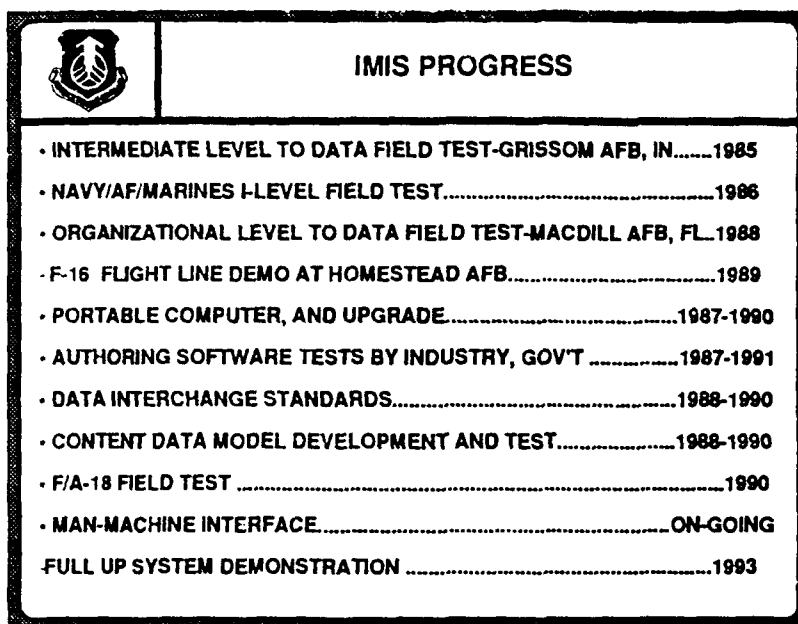 IMIS PROGRESS
· INTERMEDIATE LEVEL TO DATA FIELD TEST-GRISSOM AFB, IN.......1985
· NAVY/AF/MARINES I-LEVEL FIELD TEST..........................................1986
· ORGANIZATIONAL LEVEL TO DATA FIELD TEST-MACDILL AFB, FL..1988
· F-16 FLIGHT LINE DEMO AT HOMESTEAD AFB................................1989
· PORTABLE COMPUTER, AND UPGRADE....................................1987-1990
· AUTHORING SOFTWARE TESTS BY INDUSTRY, GOV'T ..............1987-1991
· DATA INTERCHANGE STANDARDS............................................1988-1990
· CONTENT DATA MODEL DEVELOPMENT AND TEST..................1988-1990
· F/A-18 FIELD TEST ..........................................................................1990
· MAN-MACHINE INTERFACE......................................................ON-GOING
-FULL UP SYSTEM DEMONSTRATION ...............................................1993